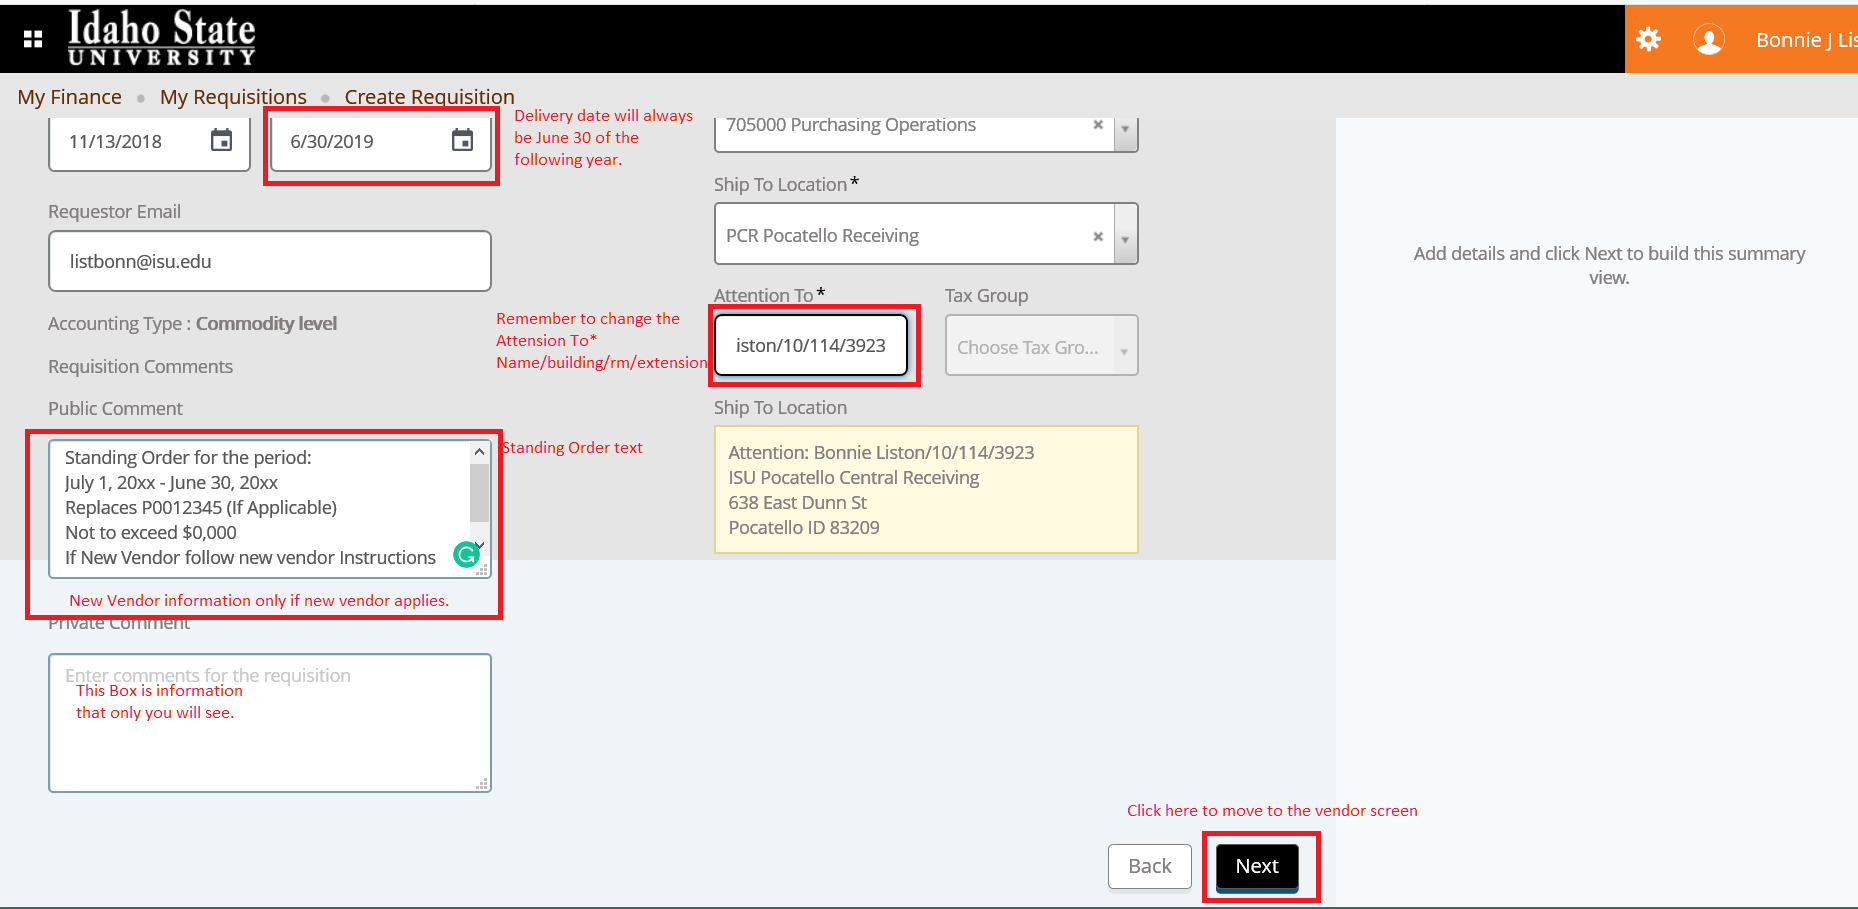 Idaho State
UNIVERSITY
Bonnie J Lis
My Finance • My Requisitions • Create Requisition
11/13/2018
6/30/2019
Delivery date will always
be June 30 of the
following year.
705000 Purchasing Operations
Ship To Location*
PCR Pocatello Receiving
Requestor Email
listbonn@isu.edu
Add details and click Next to build this summary
view.
Attention To*
Tax Group
Accounting Type : Commodity level
Remember to change the
Attension To*
Name/building/rm/extension
iston/10/114/3923
Choose Tax Gro...
Requisition Comments
Public Comment
Ship To Location
Standing Order for the period:
July 1, 20xx - June 30, 20xx
Replaces P0012345 (If Applicable)
Not to exceed $0,000
If New Vendor follow new vendor Instructions
Standing Order text
Attention: Bonnie Liston/10/114/3923
ISU Pocatello Central Receiving
638 East Dunn St
Pocatello ID 83209
New Vendor information only if new vendor applies.
Private Comment
Enter comments for the requisition
This Box is information
that only you will see.
Click here to move to the vendor screen
Back
Next